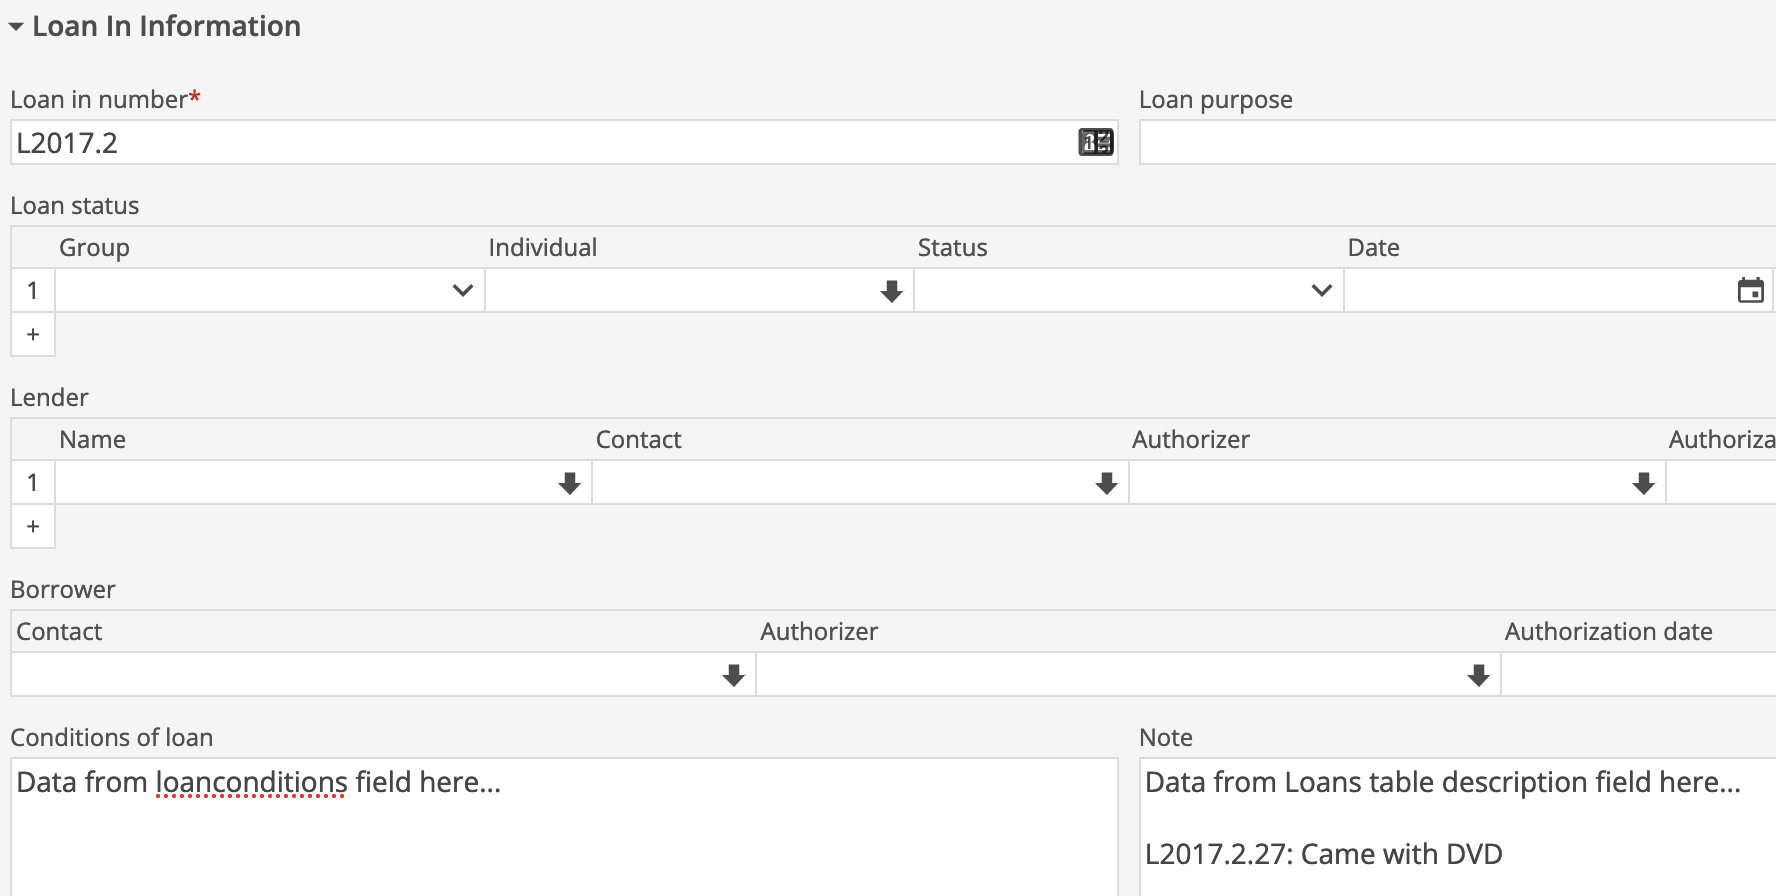 Loan In Information
Loan in number* Loan purpose
L2017.2
Loan status
Group Individual Status Date
1
+
Lender
Name Contact Authorizer Authoriza
1
+
Borrower
Contact Authorizer Authorization date
Conditions of loan Note
Data from loanconditions field here... Data from Loans table description field here...
L2017.2.27: Came with DVD